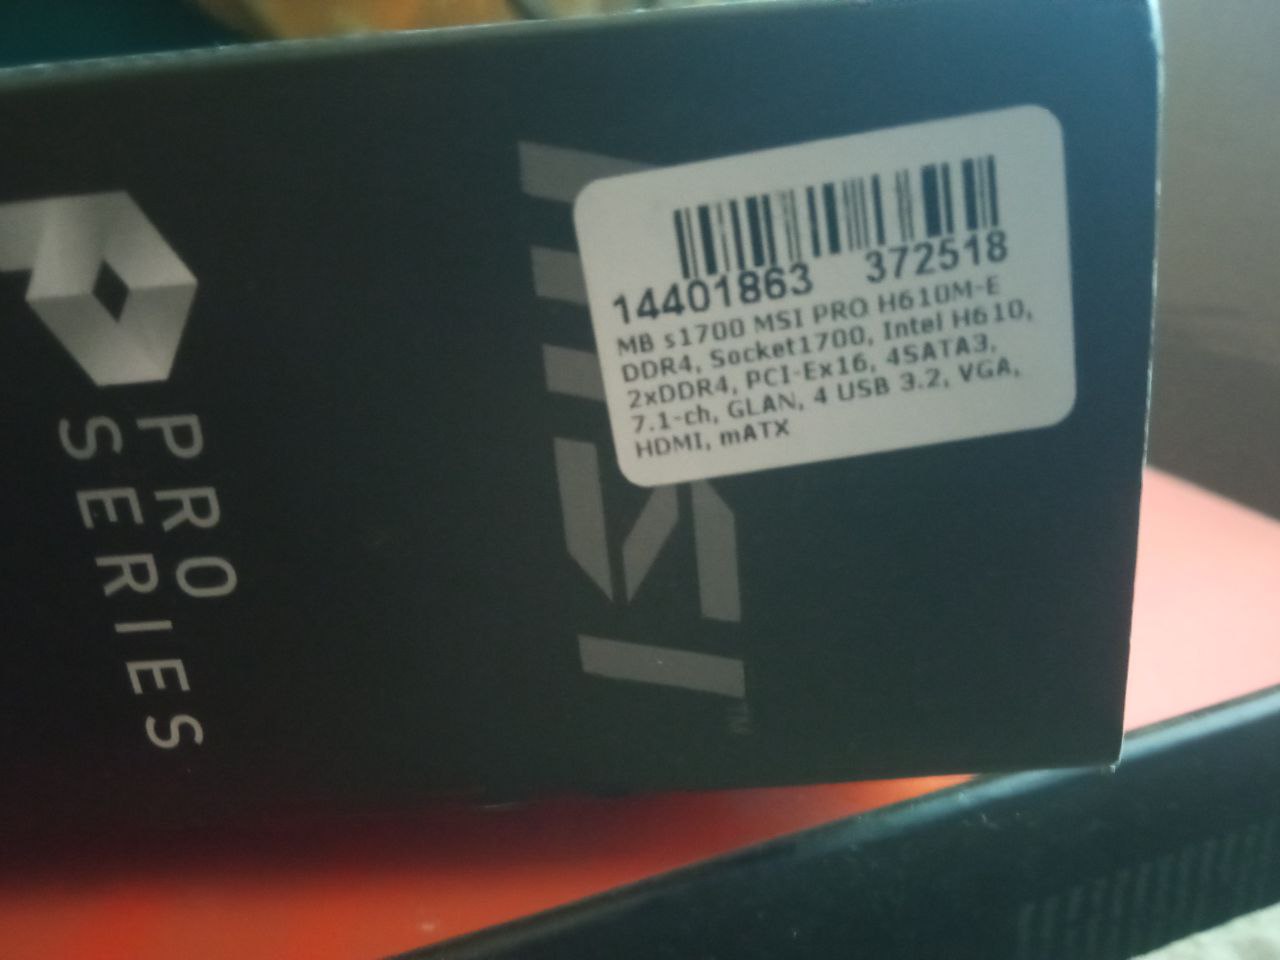 14401863 372518
MB s1700 MSI PRO H610M-E
DDR4, Socket1700, Intel H610,
2xDDR4, PCI-Ex16, 4SATA3,
7.1-ch, GLAN, 4 USB 3.2, VGA,
HDMI, mATX
PRO
SERIES
msi™